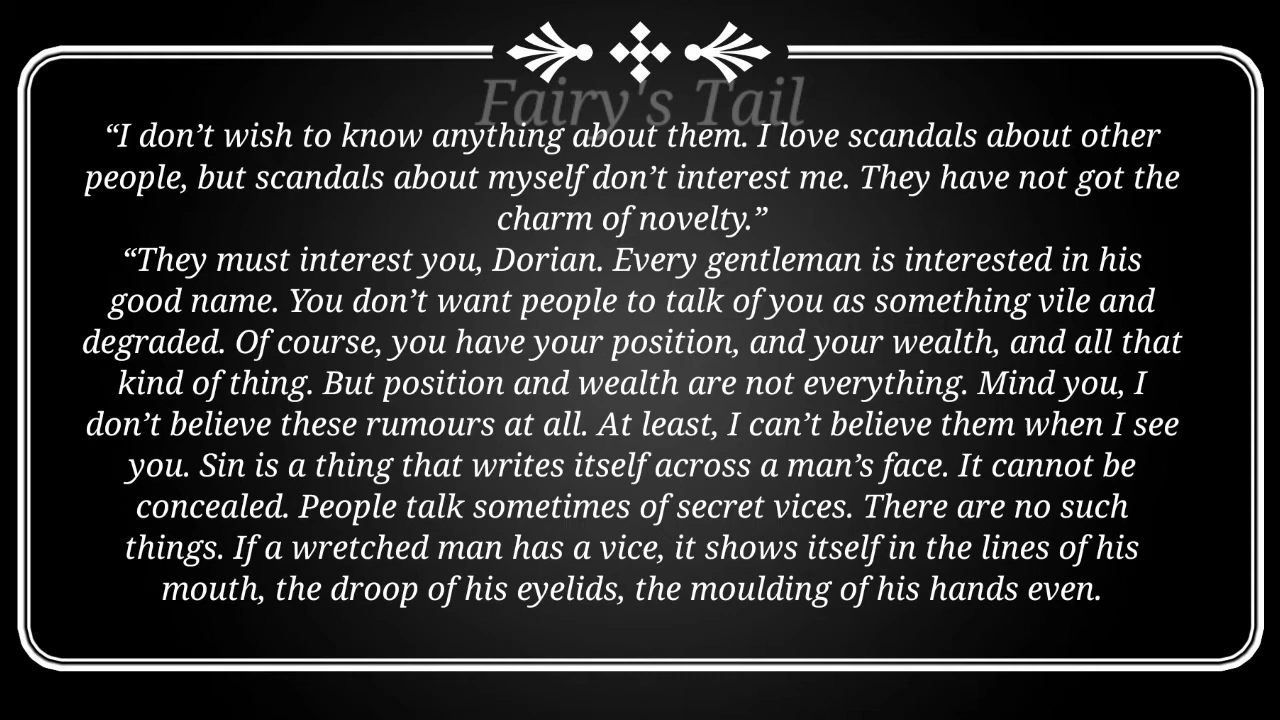 Fairy's Tail
“I don’t wish to know anything about them. I love scandals about other
people, but scandals about myself don’t interest me. They have not got the
charm of novelty.”
“They must interest you, Dorian. Every gentleman is interested in his
good name. You don’t want people to talk of you as something vile and
degraded. Of course, you have your position, and your wealth, and all that
kind of thing. But position and wealth are not everything. Mind you, I
don’t believe these rumours at all. At least, I can’t believe them when I see
you. Sin is a thing that writes itself across a man’s face. It cannot be
concealed. People talk sometimes of secret vices. There are no such
things. If a wretched man has a vice, it shows itself in the lines of his
mouth, the droop of his eyelids, the moulding of his hands even.